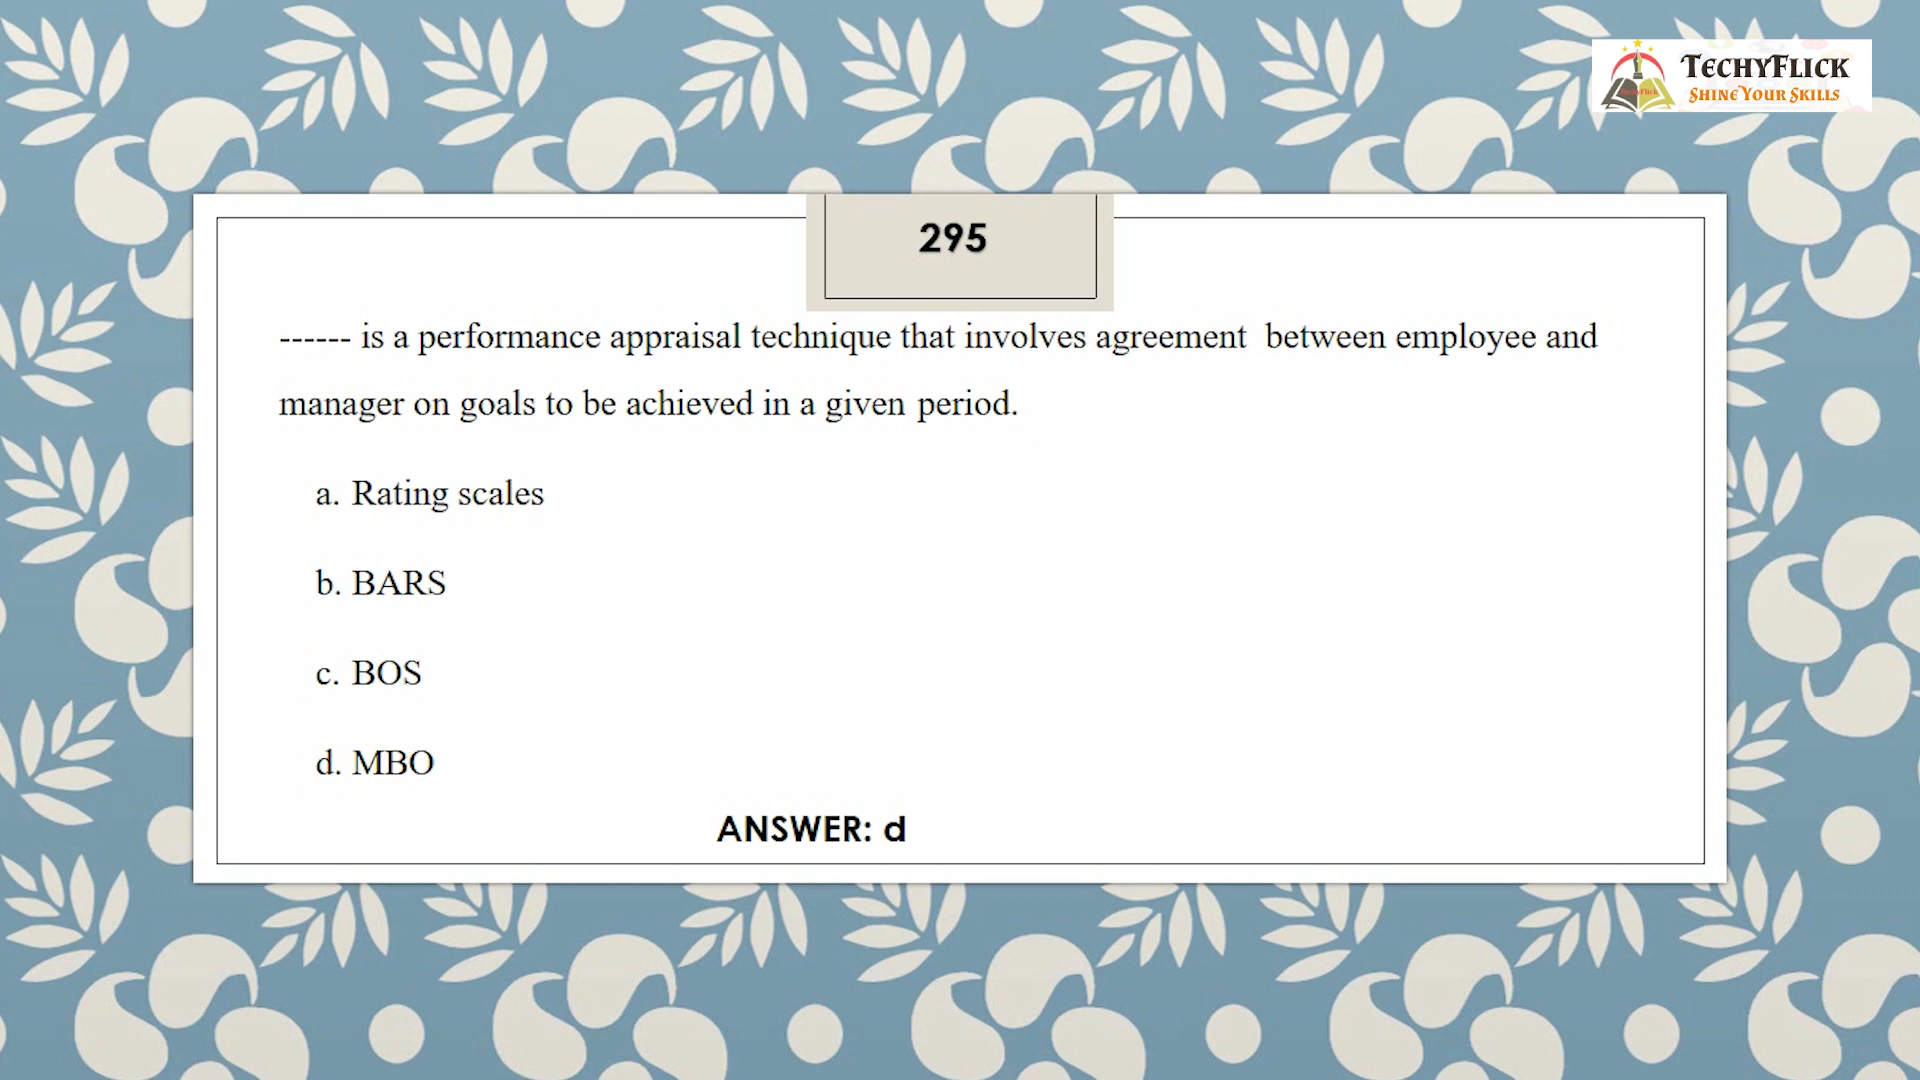 TECHYFLICK
SHINE YOUR SKILLS
295
------ is a performance appraisal technique that involves agreement  between employee and
manager on goals to be achieved in a given period.
a. Rating scales
b. BARS
c. BOS
d. MBO
ANSWER: d